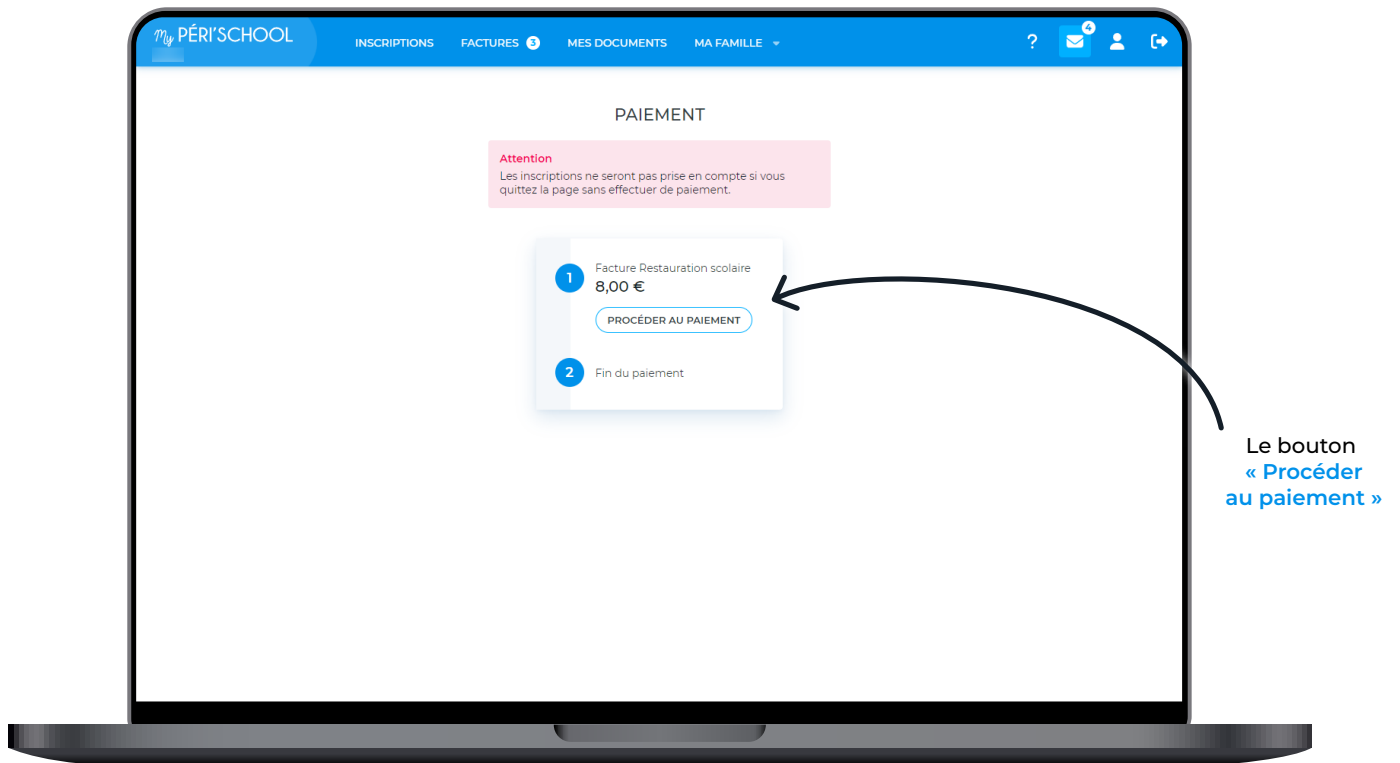 My PÉRI'SCHOOL
INSCRIPTIONS FACTURES 3 MES DOCUMENTS MA FAMILLE
? 4
PAIEMENT
Attention
Les inscriptions ne seront pas prise en compte si vous
quittez la page sans effectuer de paiement.
1 Facture Restauration scolaire
8,00 €
PROCÉDER AU PAIEMENT
2 Fin du paiement
Le bouton
« Procéder
au paiement »